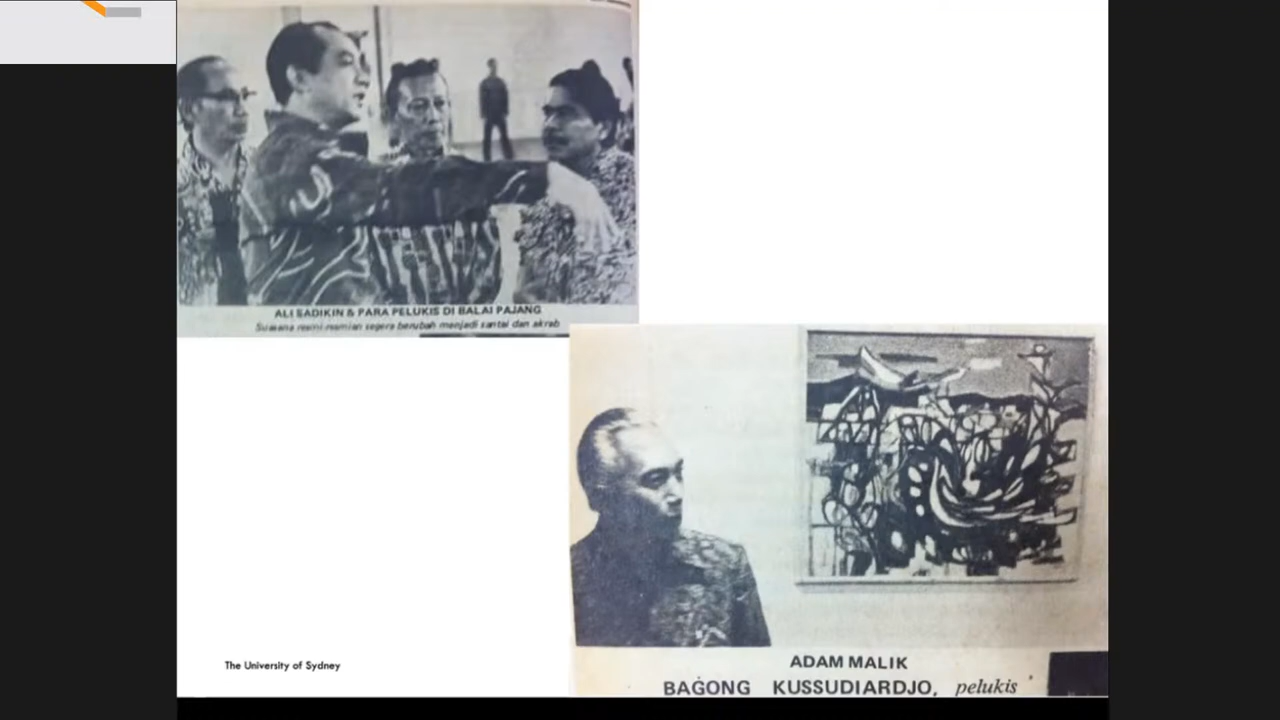 ALI SADIKIN & PARA PELUKIS DI BALAI PAJANG
Suasana resmi-resmian segera berubah menjadi santai dan akrab
The University of Sydney
ADAM MALIK
BAGONG KUSSUDIARDJO, pelukis